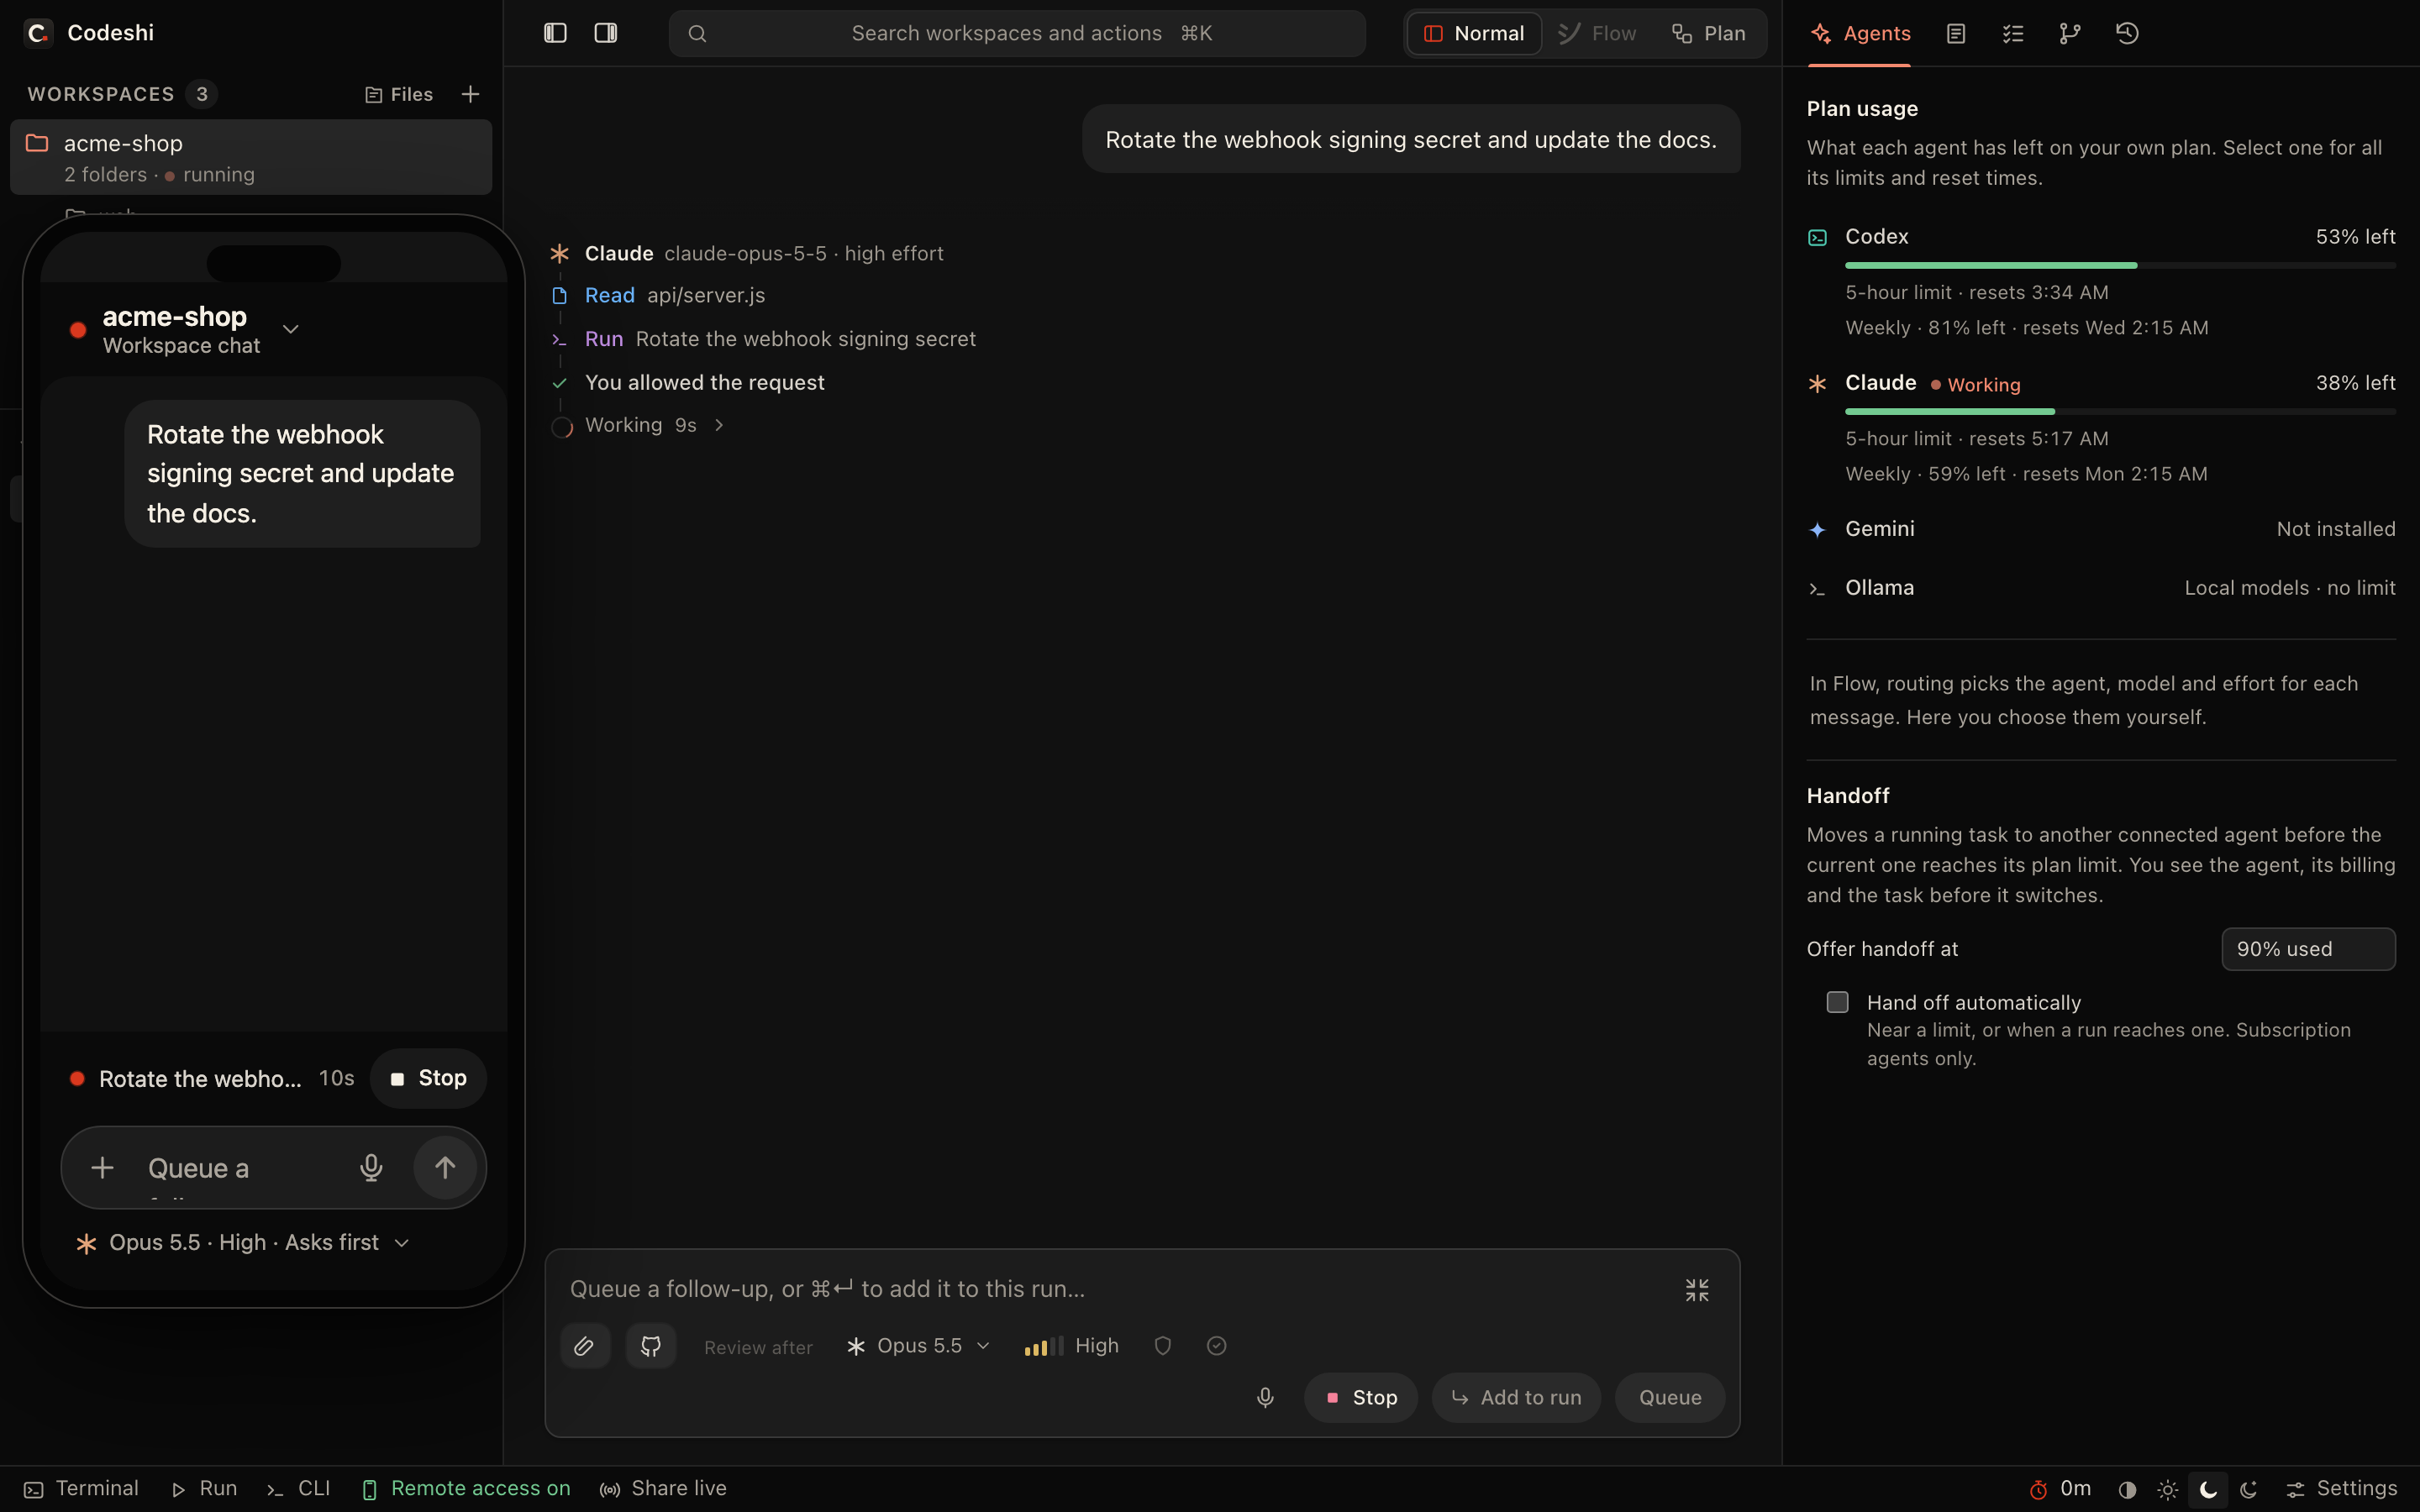 Codeshi
Search workspaces and actions ⌘K
Normal
Flow
Plan
Agents
WORKSPACES 3
Files
acme-shop
2 folders · running
acme-shop
Workspace chat
Rotate the webhook
signing secret and update
the docs.
Rotate the webho... 10s
Stop
Queue a
Opus 5.5 · High · Asks first
Rotate the webhook signing secret and update the docs.
Claude claude-opus-5-5 · high effort
Read api/server.js
Run Rotate the webhook signing secret
You allowed the request
Working 9s
Queue a follow-up, or ⌘↵ to add it to this run...
Review after
Opus 5.5
High
Stop
Add to run
Queue
Plan usage
What each agent has left on your own plan. Select one for all
its limits and reset times.
Codex 53% left
5-hour limit · resets 3:34 AM
Weekly · 81% left · resets Wed 2:15 AM
Claude Working 38% left
5-hour limit · resets 5:17 AM
Weekly · 59% left · resets Mon 2:15 AM
Gemini Not installed
Ollama Local models · no limit
In Flow, routing picks the agent, model and effort for each
message. Here you choose them yourself.
Handoff
Moves a running task to another connected agent before the
current one reaches its plan limit. You see the agent, its billing
and the task before it switches.
Offer handoff at 90% used
Hand off automatically
Near a limit, or when a run reaches one. Subscription
agents only.
Terminal
Run
CLI
Remote access on
Share live
0m
Settings